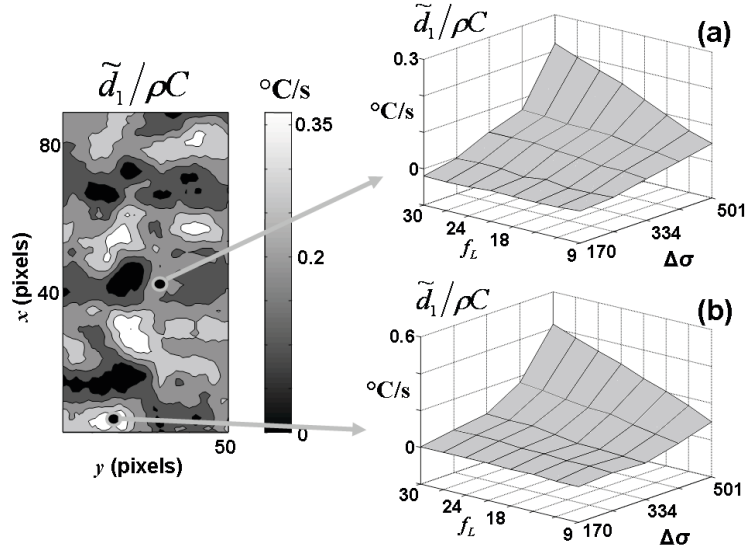 d̃₁/ρC
°C/s
0.35
0.2
0
80
40
x (pixels)
50
y (pixels)
d̃₁/ρC
(a)
0.3
°C/s
0
30
24
18
9
f_L
170
334
501
Δσ
d̃₁/ρC
(b)
0.6
°C/s
0
30
24
18
9
f_L
170
334
501
Δσ